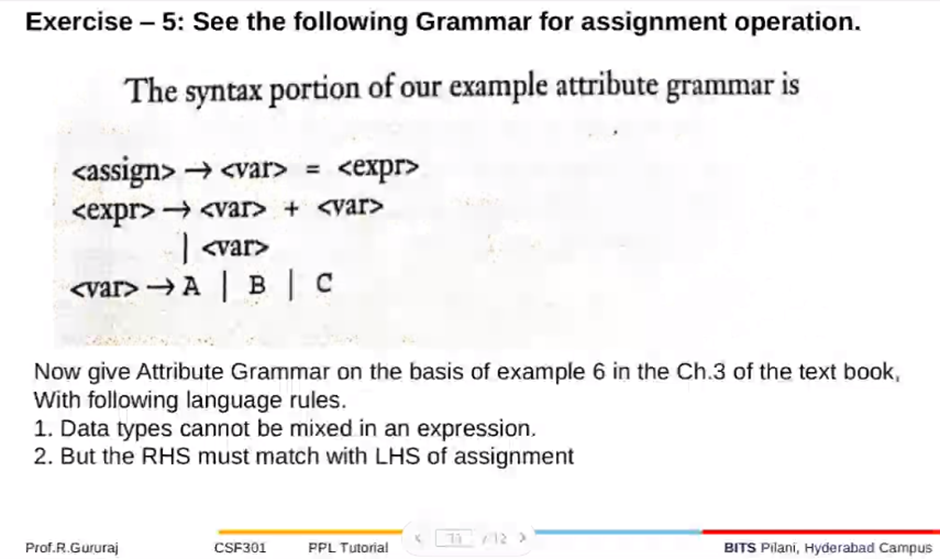 Exercise – 5: See the following Grammar for assignment operation.
The syntax portion of our example attribute grammar is
<assign> → <var> = <expr>
<expr> → <var> + <var>
| <var>
<var> → A | B | C
Now give Attribute Grammar on the basis of example 6 in the Ch.3 of the text book,
With following language rules.
1. Data types cannot be mixed in an expression.
2. But the RHS must match with LHS of assignment
Prof.R.Gururaj CSF301 PPL Tutorial BITS Pilani, Hyderabad Campus